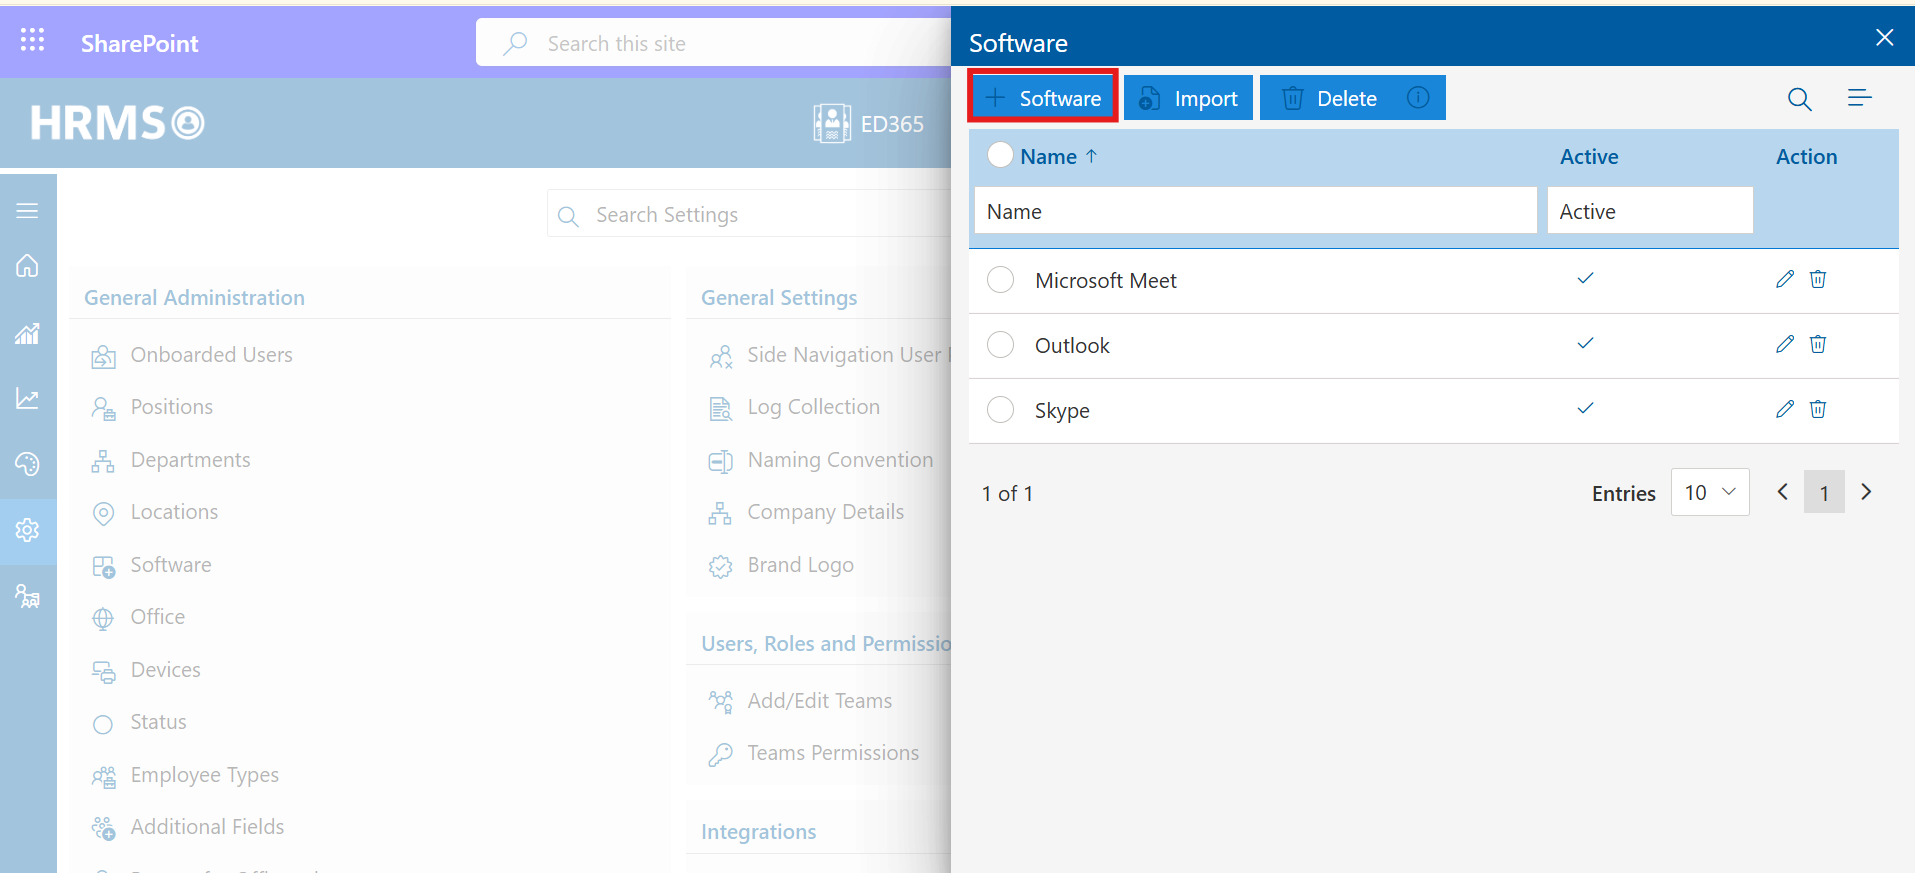 SharePoint
Search this site
HRMS
ED365
Search Settings
General Administration
Onboarded Users
Positions
Departments
Locations
Software
Office
Devices
Status
Employee Types
Additional Fields
General Settings
Side Navigation User
Log Collection
Naming Convention
Company Details
Brand Logo
Users, Roles and Permissio
Add/Edit Teams
Teams Permissions
Integrations
Software
Software Import Delete
Name ↑ Active Action
Name Active
Microsoft Meet
Outlook
Skype
1 of 1 Entries 10 1